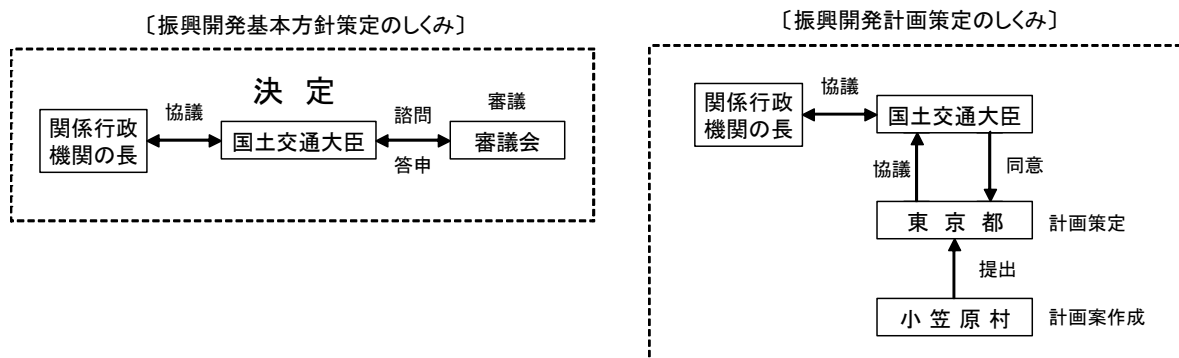 〔振興開発基本方針策定のしくみ〕
決 定
協議
諮問
審議
関係行政
機関の長
国土交通大臣
審議会
答申
〔振興開発計画策定のしくみ〕
関係行政
機関の長
協議
国土交通大臣
協議
同意
東 京 都
計画策定
提出
小 笠 原 村
計画案作成